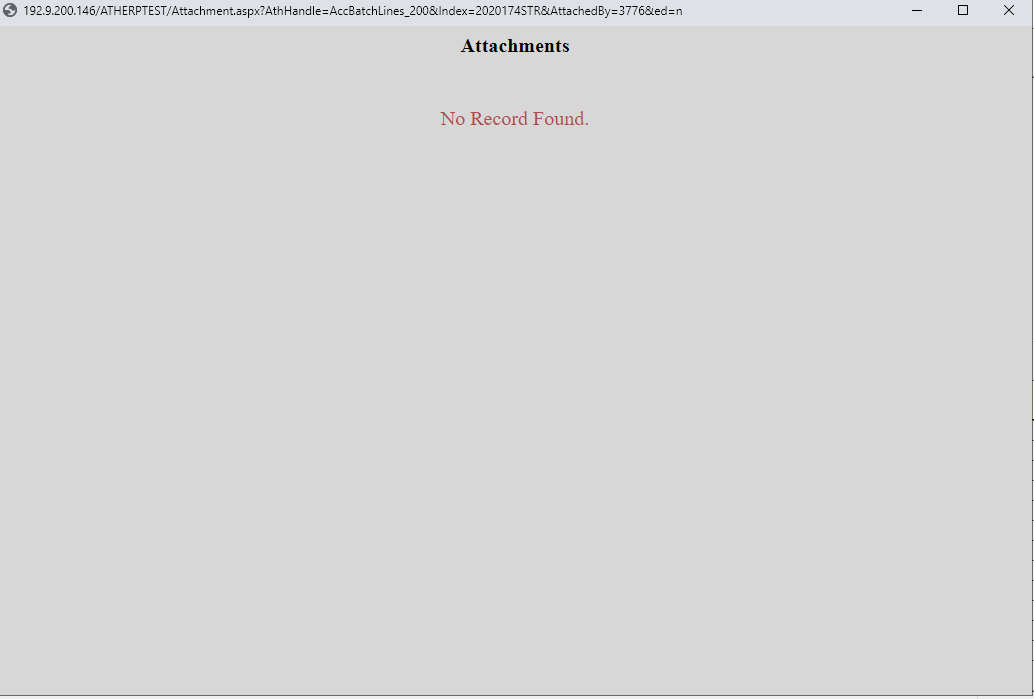 192.9.200.146/ATHERPTEST/Attachment.aspx?AthHandle=AccBatchLines_200&Index=2020174STR&AttachedBy=3776&ed=n
Attachments
No Record Found.